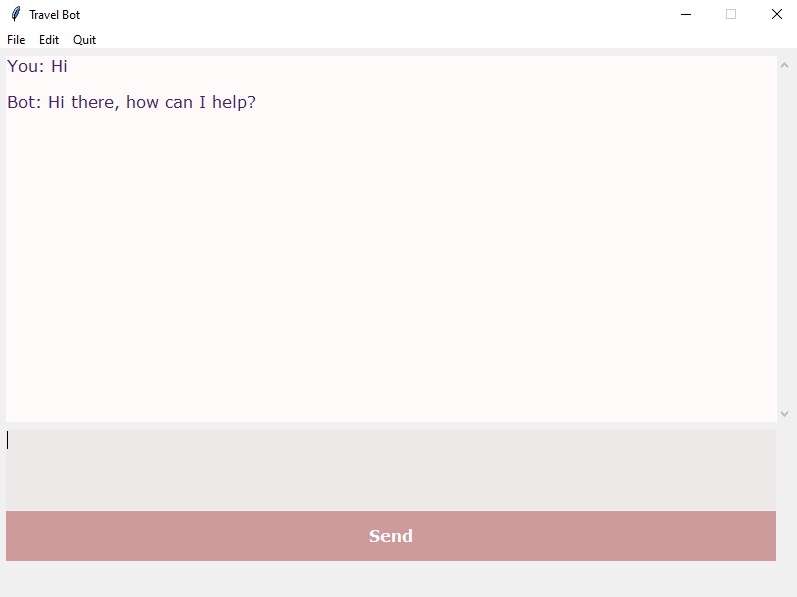 Travel Bot
File Edit Quit
You: Hi
Bot: Hi there, how can I help?
Send